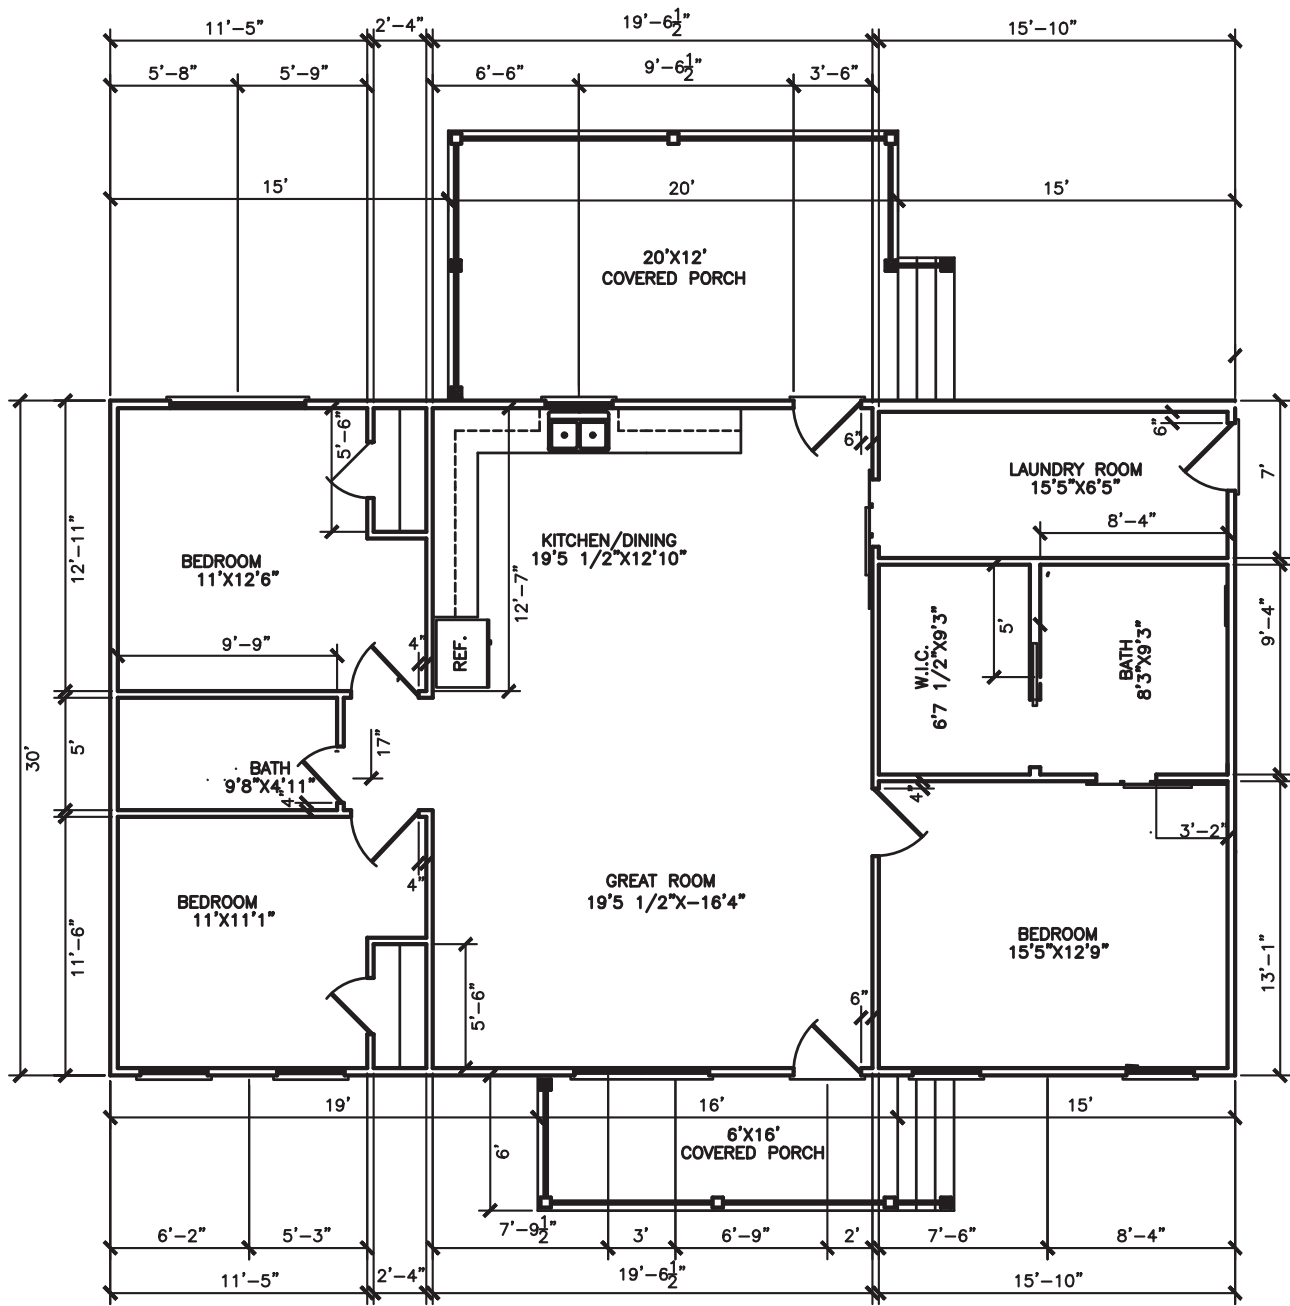 11'-5"
2'-4"
19'-6 1/2"
15'-10"
5'-8"
5'-9"
6'-6"
9'-6 1/2"
3'-6"
15'
20'
15'
20'X12'
COVERED PORCH
5'-6"
6"
6"
LAUNDRY ROOM
15'5"X6'5"
7'
8'-4"
12'-11"
BEDROOM
11'X12'6"
KITCHEN/DINING
19'5 1/2"X12'10"
12'-7"
W.I.C.
6'7 1/2"X9'3"
5'
BATH
8'3"X9'3"
9'-4"
9'-9"
4"
REF.
30'
5'
17"
BATH
9'8"X4'11"
4"
4"
3'-2"
4"
GREAT ROOM
19'5 1/2"X-16'4"
BEDROOM
11'X11'1"
11'-6"
BEDROOM
15'5"X12'9"
13'-1"
5'-6"
6"
19'
16'
15'
6'X16'
COVERED PORCH
6'
6'-2"
5'-3"
7'-9 1/2"
3'
6'-9"
2'
7'-6"
8'-4"
11'-5"
2'-4"
19'-6 1/2"
15'-10"